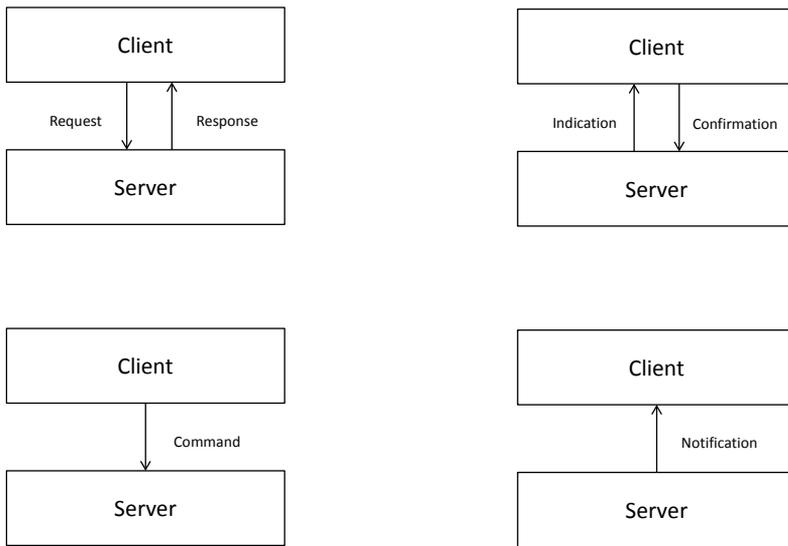 Client
Request
Response
Server
Client
Indication
Confirmation
Server
Client
Command
Server
Client
Notification
Server